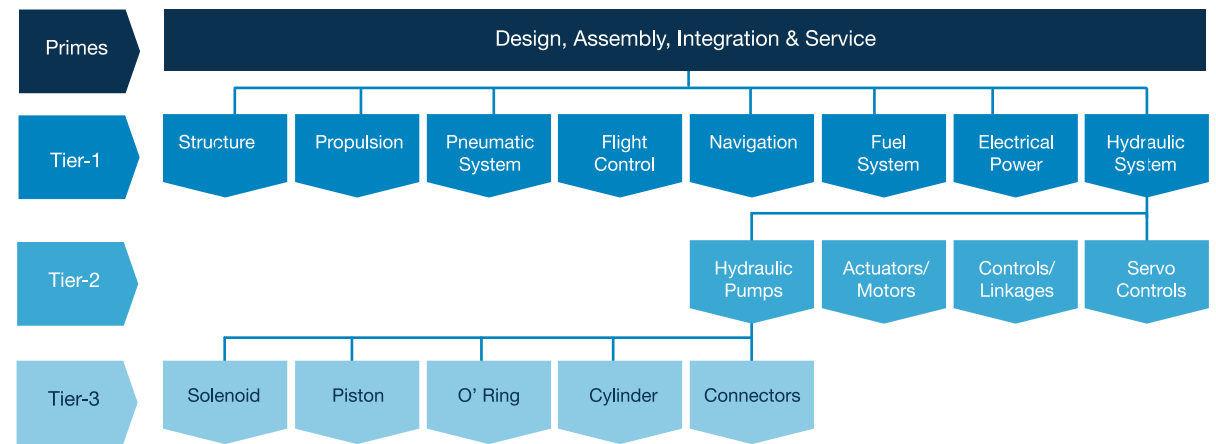 Primes
Design, Assembly, Integration & Service
Tier-1
Structure
Propulsion
Pneumatic
System
Flight
Control
Navigation
Fuel
System
Electrical
Power
Hydraulic
System
Tier-2
Hydraulic
Pumps
Actuators/
Motors
Controls/
Linkages
Servo
Controls
Tier-3
Solenoid
Piston
O' Ring
Cylinder
Connectors